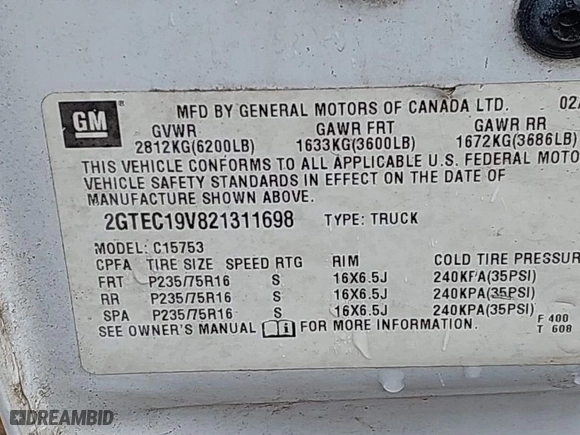 GM ®
MFD BY GENERAL MOTORS OF CANADA LTD. 02/
GVWR GAWR FRT GAWR RR
2812KG(6200LB) 1633KG(3600LB) 1672KG(3686LB)
THIS VEHICLE CONFORMS TO ALL APPLICABLE U.S. FEDERAL MOTO
VEHICLE SAFETY STANDARDS IN EFFECT ON THE DATE OF
MANUFACTURE SHOWN ABOVE.
2GTEC19V821311698 TYPE: TRUCK
MODEL: C15753
CPFA TIRE SIZE SPEED RTG RIM COLD TIRE PRESSUR
FRT P235/75R16 S 16X6.5J 240KPA(35PSI)
RR P235/75R16 S 16X6.5J 240KPA(35PSI)
SPA P235/75R16 S 16X6.5J 240KPA(35PSI)
SEE OWNER'S MANUAL FOR MORE INFORMATION.
F 400
T 608
DREAMBID